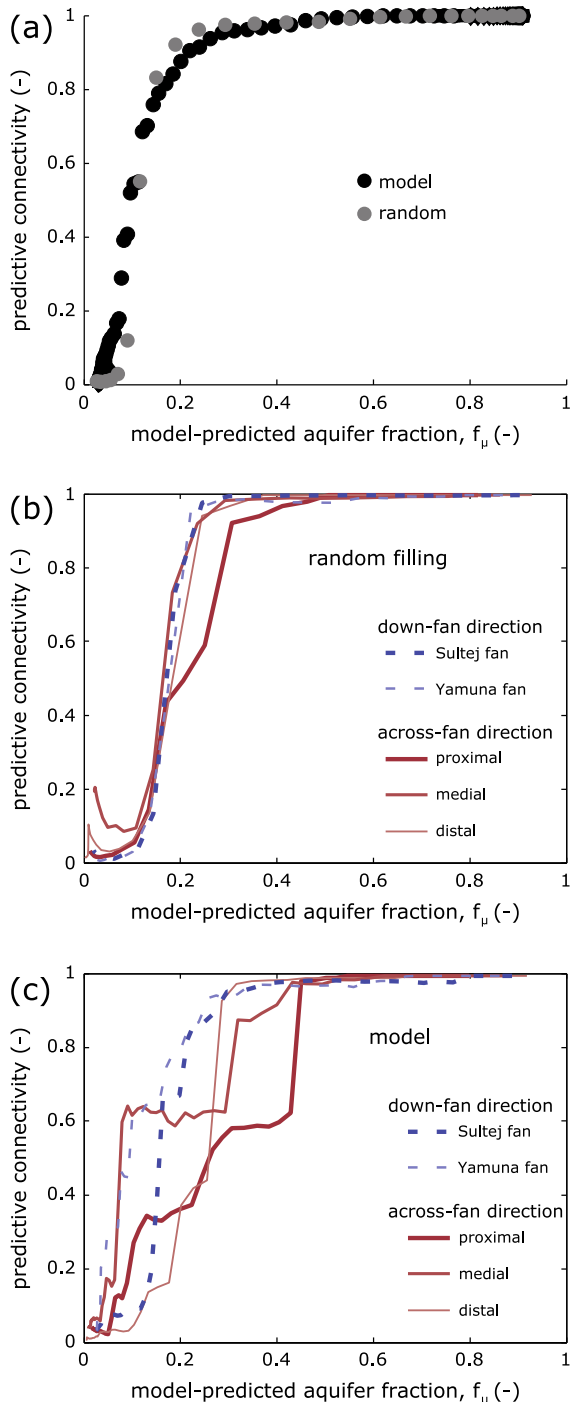 (a)
1
0.8
0.6
0.4
0.2
0
predictive connectivity (-)
model
random
0.2
0.4
0.6
0.8
1
model-predicted aquifer fraction, fμ (-)
(b)
1
0.8
0.6
0.4
0.2
0
predictive connectivity (-)
random filling
down-fan direction
Sultej fan
Yamuna fan
across-fan direction
proximal
medial
distal
0
0.2
0.4
0.6
0.8
1
model-predicted aquifer fraction, fμ (-)
(c)
1
0.8
0.6
0.4
0.2
0
predictive connectivity (-)
model
down-fan direction
Sultej fan
Yamuna fan
across-fan direction
proximal
medial
distal
0
0.2
0.4
0.6
0.8
1
model-predicted aquifer fraction, fμ (-)